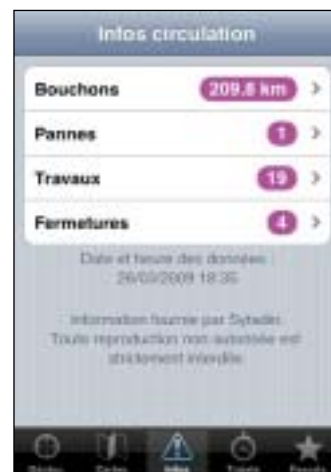 Infos circulation
Bouchons 209.8 km
Pannes 1
Travaux 19
Fermetures 4
Date et heure des données :
26/03/2009 18:35
Information fournie par Sytadin.
Toute reproduction non autorisée est
strictement interdite.
Cartes Infos